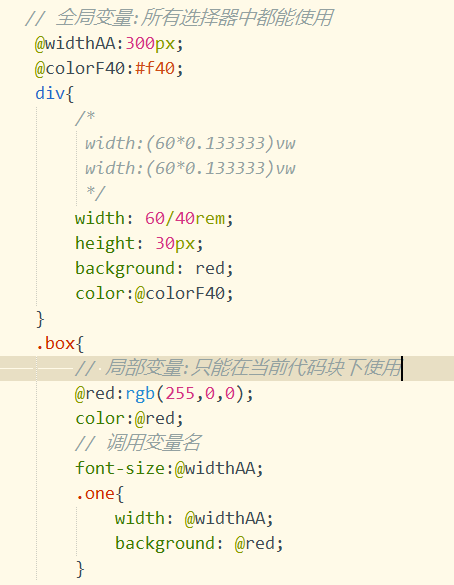 // 全局变量:所有选择器中都能使用
@widthAA:300px;
@colorF40:#f40;
div{
/*
width:(60*0.133333)vw
width:(60*0.133333)vw
*/
width: 60/40rem;
height: 30px;
background: red;
color:@colorF40;
}
.box{
// 局部变量:只能在当前代码块下使用
@red:rgb(255,0,0);
color:@red;
// 调用变量名
font-size:@widthAA;
.one{
width: @widthAA;
background: @red;
}